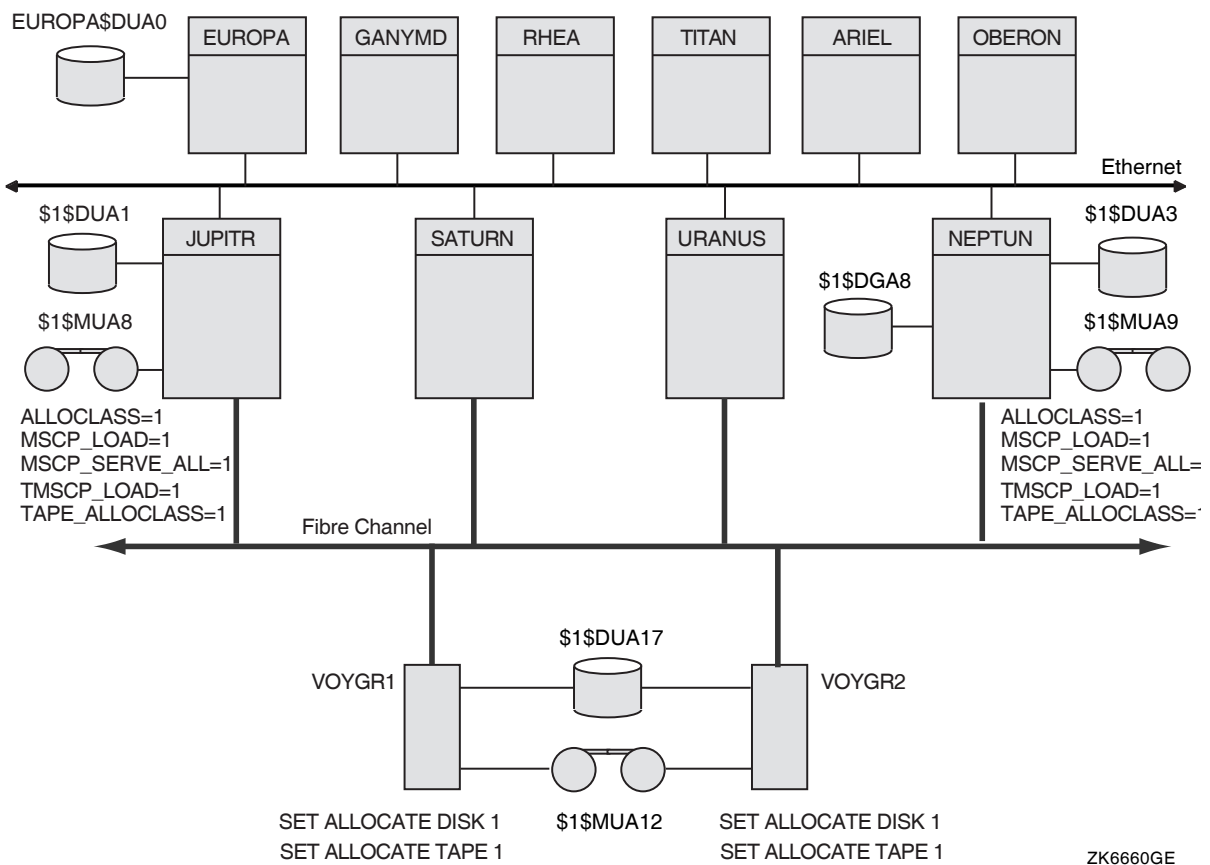 EUROPA$DUA0
EUROPA
GANYMD
RHEA
TITAN
ARIEL
OBERON
Ethernet
$1$DUA1
JUPITR
SATURN
URANUS
NEPTUN
$1$DUA3
$1$DGA8
$1$MUA8
$1$MUA9
ALLOCLASS=1
MSCP_LOAD=1
MSCP_SERVE_ALL=1
TMSCP_LOAD=1
TAPE_ALLOCLASS=1
ALLOCLASS=1
MSCP_LOAD=1
MSCP_SERVE_ALL=
TMSCP_LOAD=1
TAPE_ALLOCLASS=
Fibre Channel
$1$DUA17
VOYGR1
VOYGR2
SET ALLOCATE DISK 1
SET ALLOCATE TAPE 1
$1$MUA12
SET ALLOCATE DISK 1
SET ALLOCATE TAPE 1
ZK6660GE